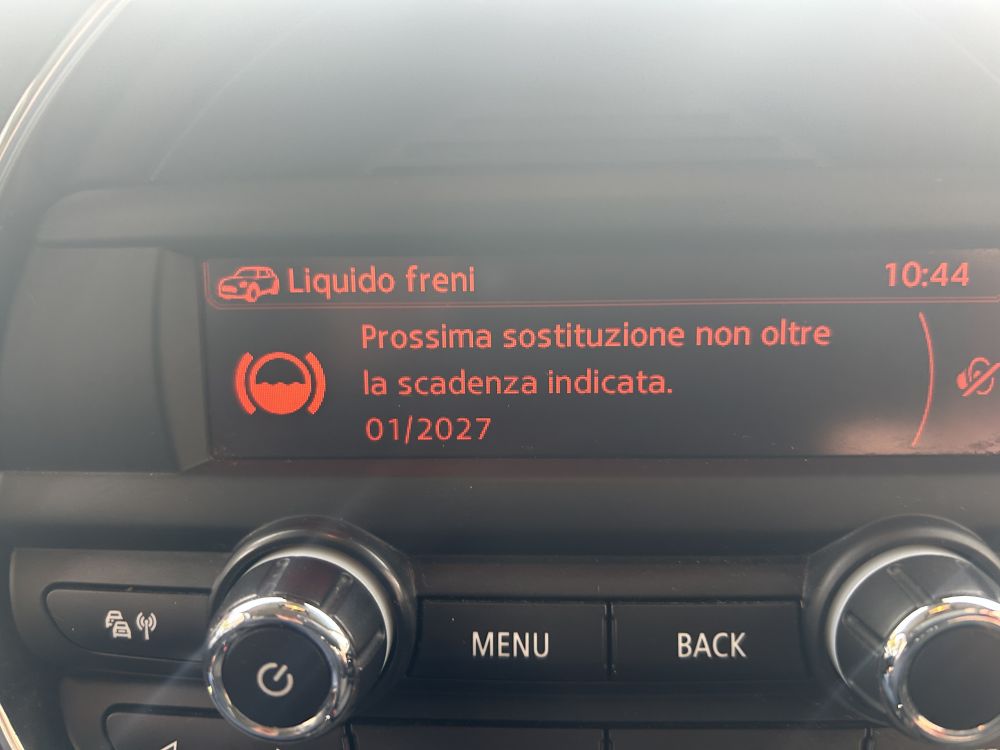 Liquido freni
10:44
Prossima sostituzione non oltre
la scadenza indicata.
01/2027
MENU
BACK